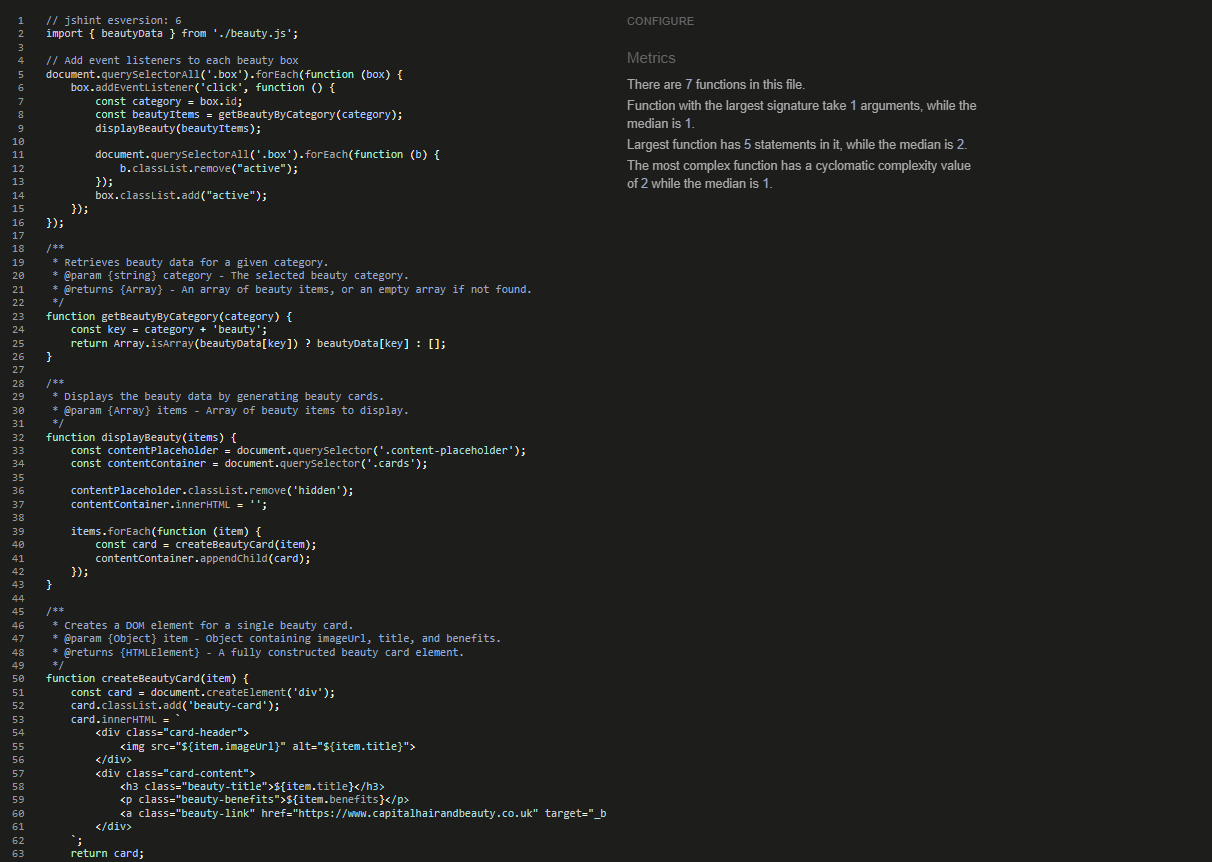 1 // jshint esversion: 6
2 import { beautyData } from './beauty.js';
3
4 // Add event listeners to each beauty box
5 document.querySelectorAll('.box').forEach(function (box) {
6     box.addEventListener('click', function () {
7         const category = box.id;
8         const beautyItems = getBeautyByCategory(category);
9         displayBeauty(beautyItems);
10
11         document.querySelectorAll('.box').forEach(function (b) {
12             b.classList.remove("active");
13         });
14         box.classList.add("active");
15     });
16 });
17
18 /**
19  * Retrieves beauty data for a given category.
20  * @param {string} category - The selected beauty category.
21  * @returns {Array} - An array of beauty items, or an empty array if not found.
22  */
23 function getBeautyByCategory(category) {
24     const key = category + 'beauty';
25     return Array.isArray(beautyData[key]) ? beautyData[key] : [];
26 }
27
28 /**
29  * Displays the beauty data by generating beauty cards.
30  * @param {Array} items - Array of beauty items to display.
31  */
32 function displayBeauty(items) {
33     const contentPlaceholder = document.querySelector('.content-placeholder');
34     const contentContainer = document.querySelector('.cards');
35
36     contentPlaceholder.classList.remove('hidden');
37     contentContainer.innerHTML = '';
38
39     items.forEach(function (item) {
40         const card = createBeautyCard(item);
41         contentContainer.appendChild(card);
42     });
43 }
44
45 /**
46  * Creates a DOM element for a single beauty card.
47  * @param {Object} item - Object containing imageUrl, title, and benefits.
48  * @returns {HTMLElement} - A fully constructed beauty card element.
49  */
50 function createBeautyCard(item) {
51     const card = document.createElement('div');
52     card.classList.add('beauty-card');
53     card.innerHTML = `
54         <div class="card-header">
55             <img src="${item.imageUrl}" alt="${item.title}">
56         </div>
57         <div class="card-content">
58             <h3 class="beauty-title">${item.title}</h3>
59             <p class="beauty-benefits">${item.benefits}</p>
60             <a class="beauty-link" href="https://www.capitalhairandbeauty.co.uk" target="_b
61         </div>
62     `;
63     return card;
CONFIGURE
Metrics
There are 7 functions in this file.
Function with the largest signature take 1 arguments, while the
median is 1.
Largest function has 5 statements in it, while the median is 2.
The most complex function has a cyclomatic complexity value
of 2 while the median is 1.